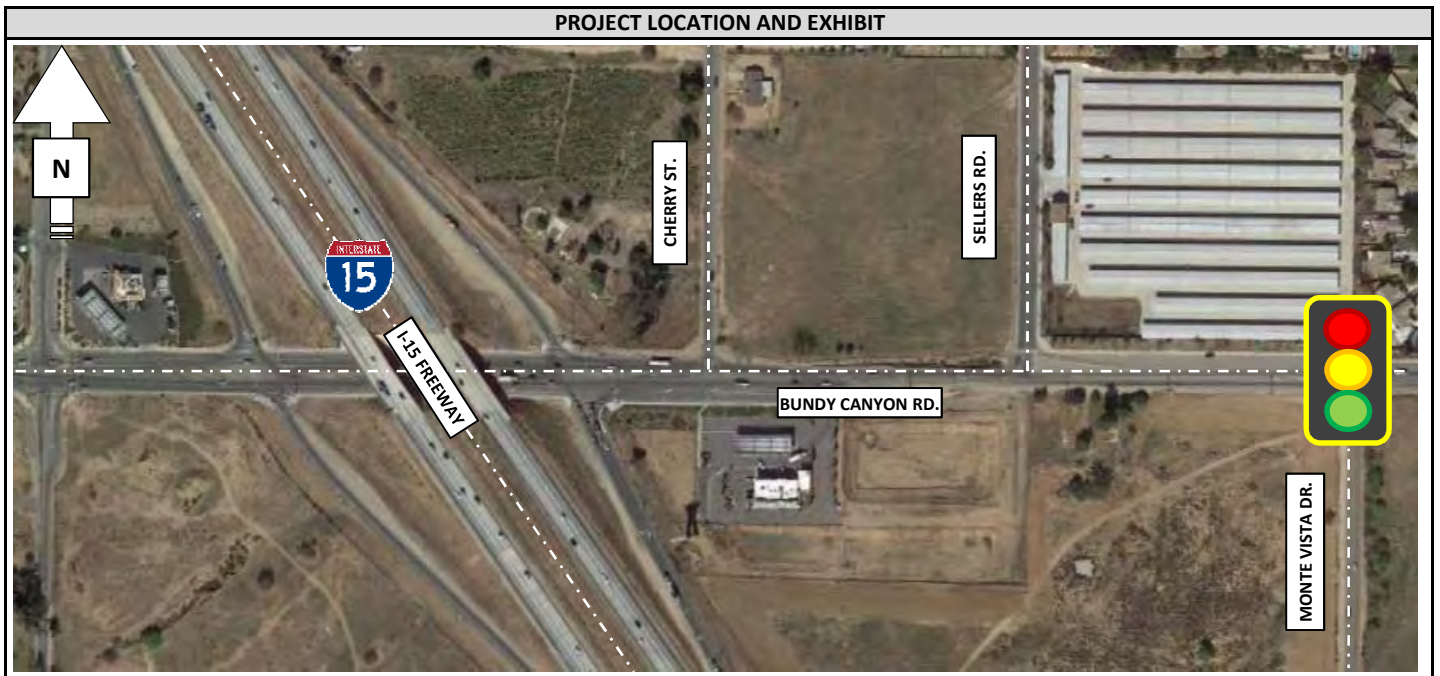 PROJECT LOCATION AND EXHIBIT
N
CHERRY ST.
SELLERS RD.
INTERSTATE
15
I-15 FREEWAY
BUNDY CANYON RD.
MONTE VISTA DR.